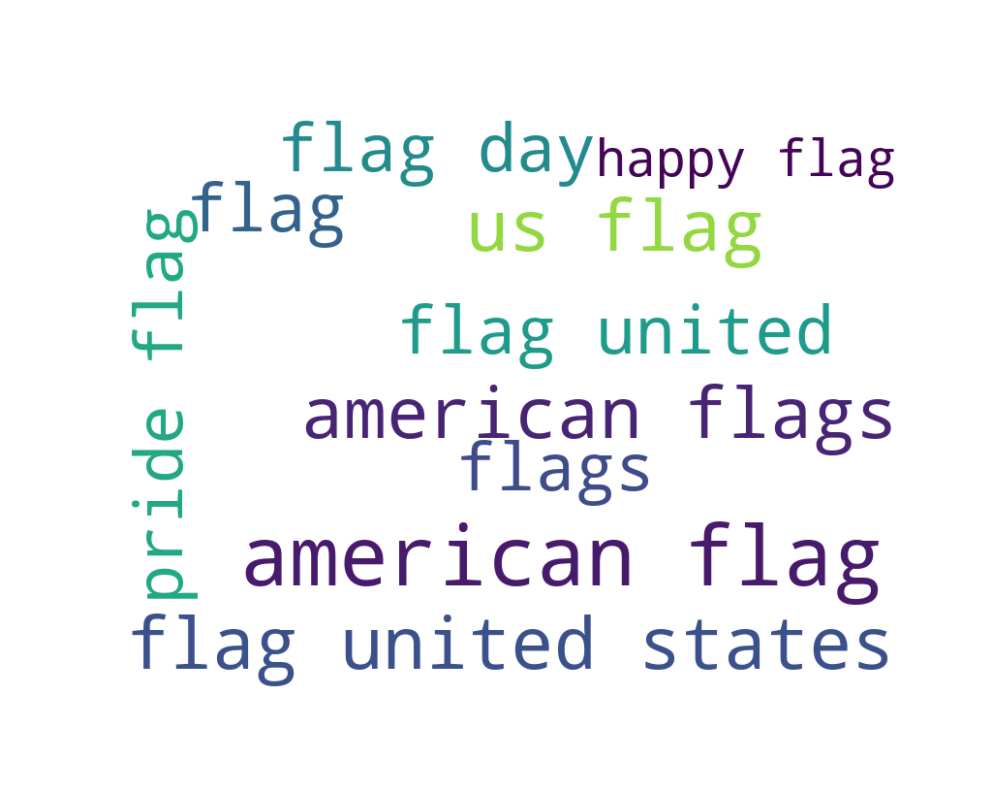 flag day
happy flag
flag
us flag
pride flag
flag united
american flags
flags
american flag
flag united states